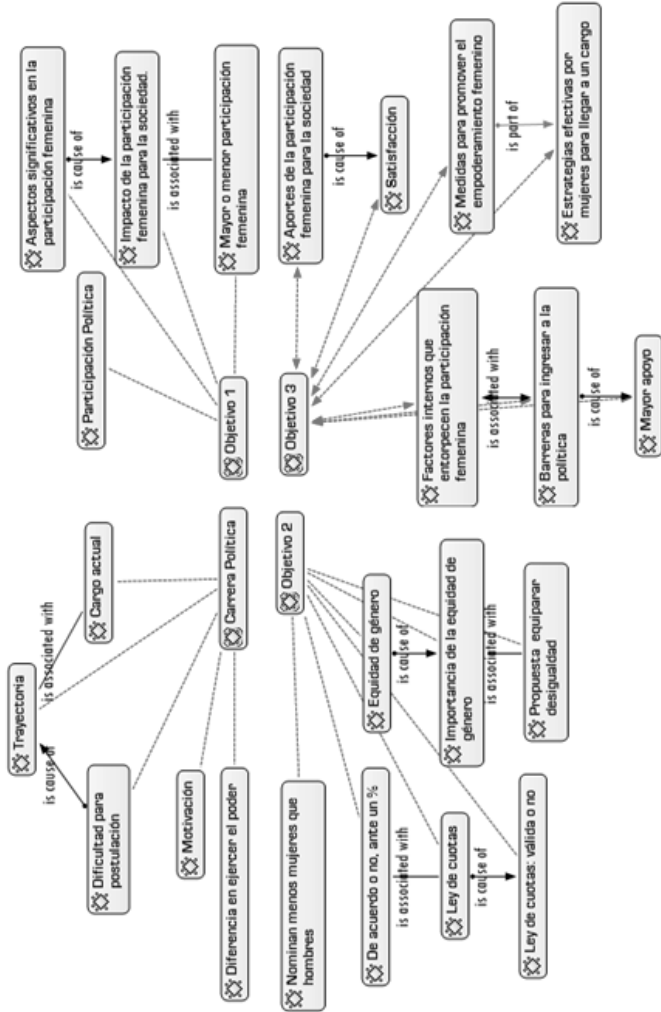 Trayectoria
is cause of
is associated with
Dificultad para
postulación
Cargo actual
Motivación
Diferencia en ejercer el poder
Carrera Política
Participación Política
Aspectos significativos en la
participación femenina
is cause of
Impacto de la participación
femenina para la sociedad.
is associated with
Mayor o menor participación
femenina
Objetivo 1
Nominan menos mujeres que
hombres
De acuerdo o no, ante un %
is associated with
Ley de cuotas
is cause of
Ley de cuotas: válida o no
Objetivo 2
Equidad de género
is cause of
Importancia de la equidad de
género
is associated with
Propuesta equiparar
desigualdad
Objetivo 3
Aportes de la participación
femenina para la sociedad
is cause of
Satisfacción
Medidas para promover el
empoderamiento femenino
is part of
Estrategias efectivas por
mujeres para llegar a un cargo
Factores internos que
entorpecen la participación
femenina
is associated with
Barreras para ingresar a la
política
is cause of
Mayor apoyo